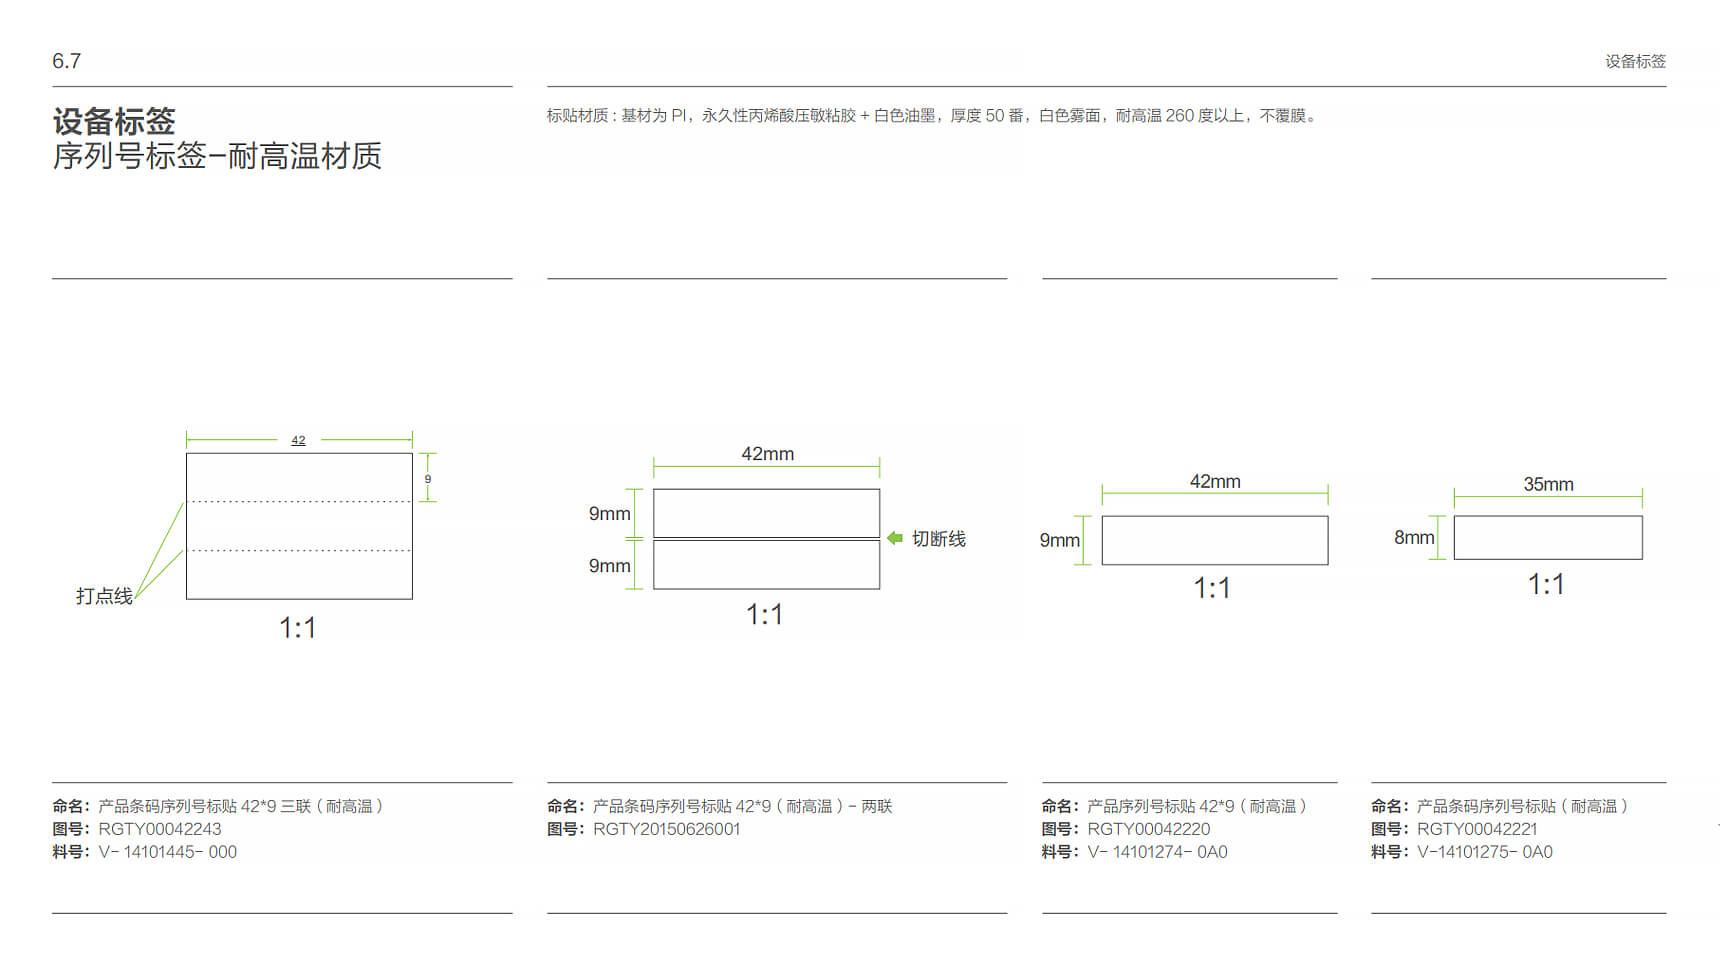 6.7
设备标签
设备标签
序列号标签-耐高温材质
标贴材质 : 基材为 PI，永久性丙烯酸压敏粘胶 + 白色油墨，厚度 50 番，白色雾面，耐高温 260 度以上，不覆膜。
42
9
打点线
1:1
42mm
9mm
9mm
切断线
1:1
42mm
9mm
1:1
35mm
8mm
1:1
命名：产品条码序列号标贴 42*9 三联（耐高温）
图号：RGTY00042243
料号：V- 14101445- 000
命名：产品条码序列号标贴 42*9（耐高温）- 两联
图号：RGTY20150626001
命名：产品序列号标贴 42*9（耐高温）
图号：RGTY00042220
料号：V- 14101274- 0A0
命名：产品条码序列号标贴（耐高温）
图号：RGTY00042221
料号：V-14101275- 0A0